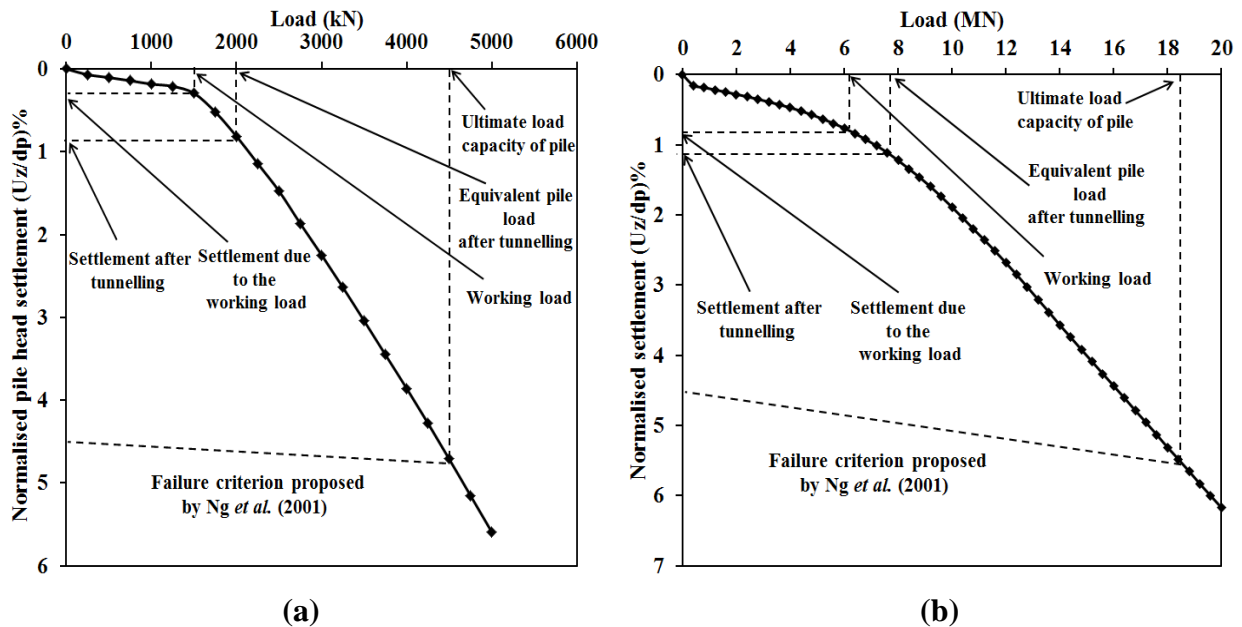 Load (kN)
0 1000 2000 3000 4000 5000 6000
Normalised pile head settlement (Uz/dp)%
0
1
2
3
4
5
6
Ultimate load
capacity of pile
Equivalent pile
load
after tunnelling
Settlement after
tunnelling
Settlement due
to the
working load
Working load
Failure criterion proposed
by Ng et al. (2001)
(a)
Load (MN)
0 2 4 6 8 10 12 14 16 18 20
Normalised settlement (Uz/dp)%
0
1
2
3
4
5
6
7
Ultimate load
capacity of pile
Equivalent pile
load
after tunnelling
Working load
Settlement after
tunnelling
Settlement due
to the
working load
Failure criterion proposed
by Ng et al. (2001)
(b)